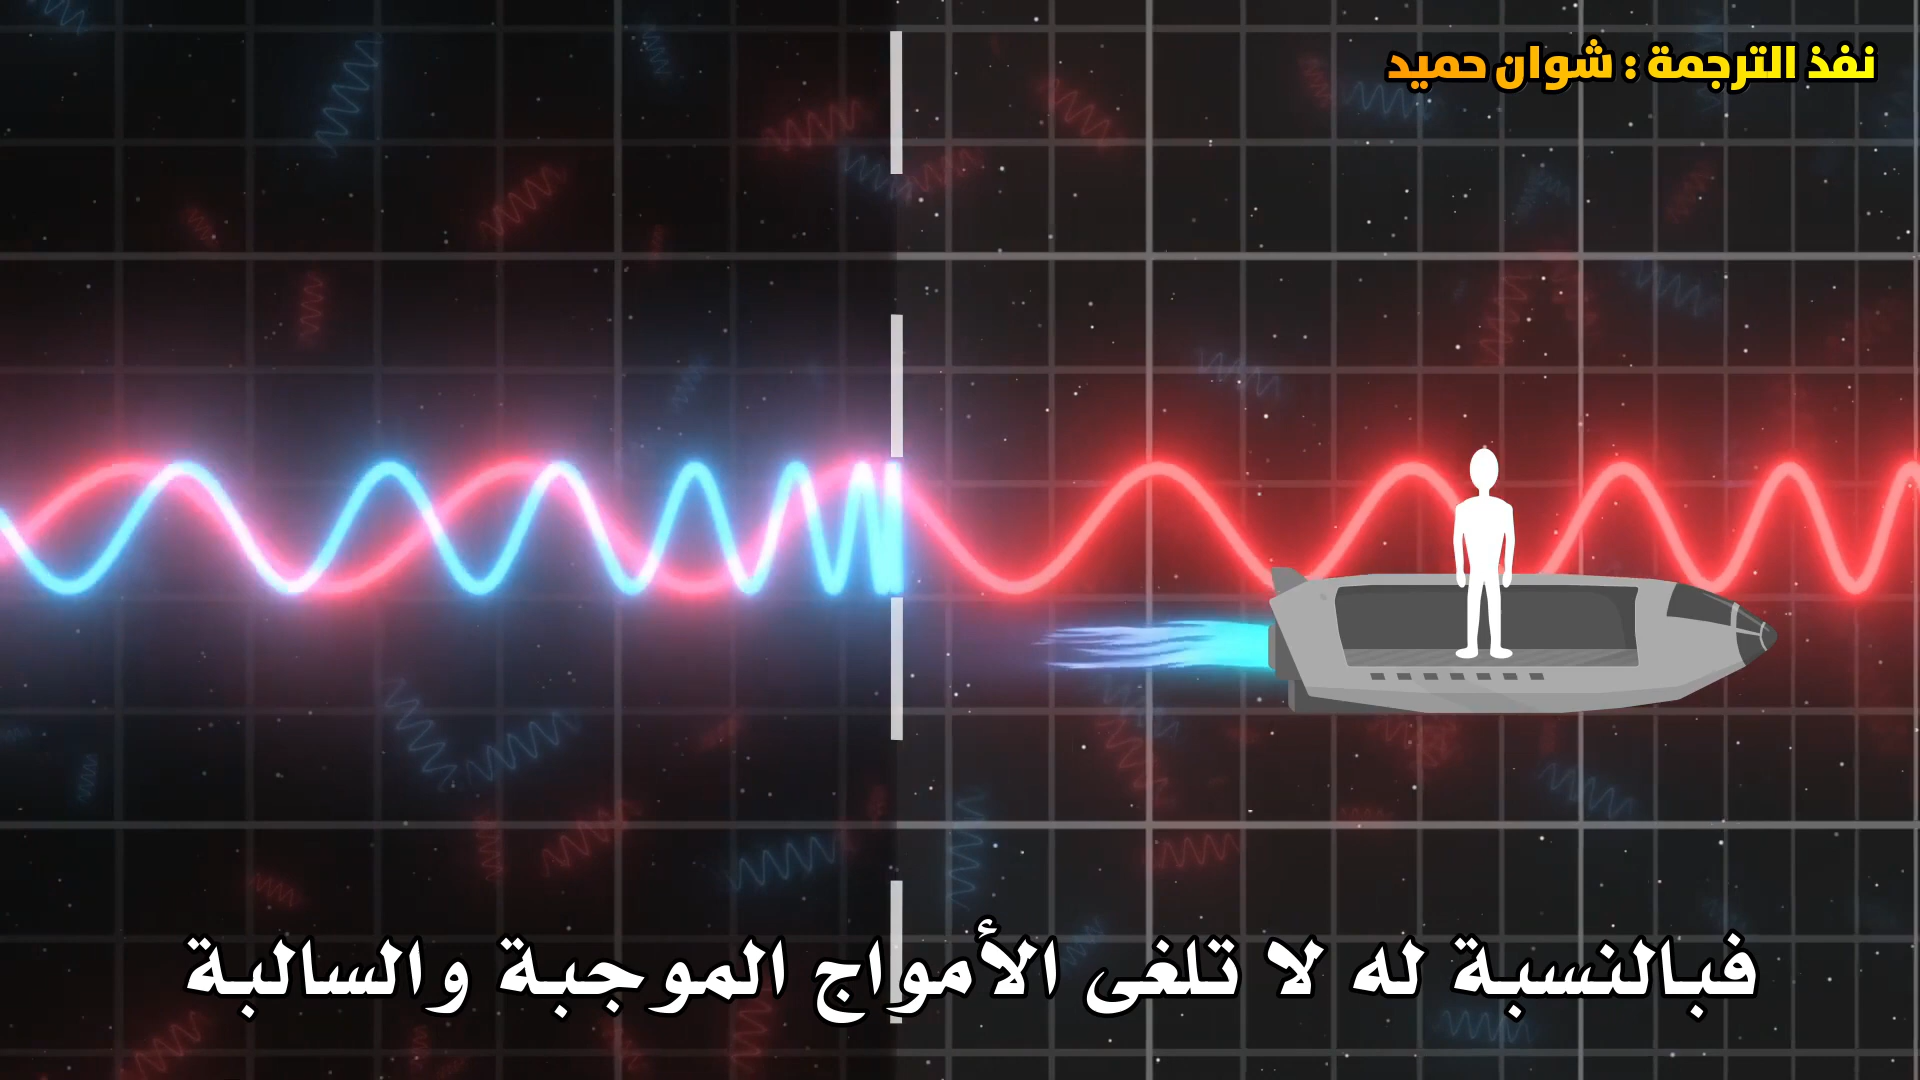 نفذ الترجمة : شوان حميد
فبالنسبة له لا تلغى الأمواج الموجبة والسالبة